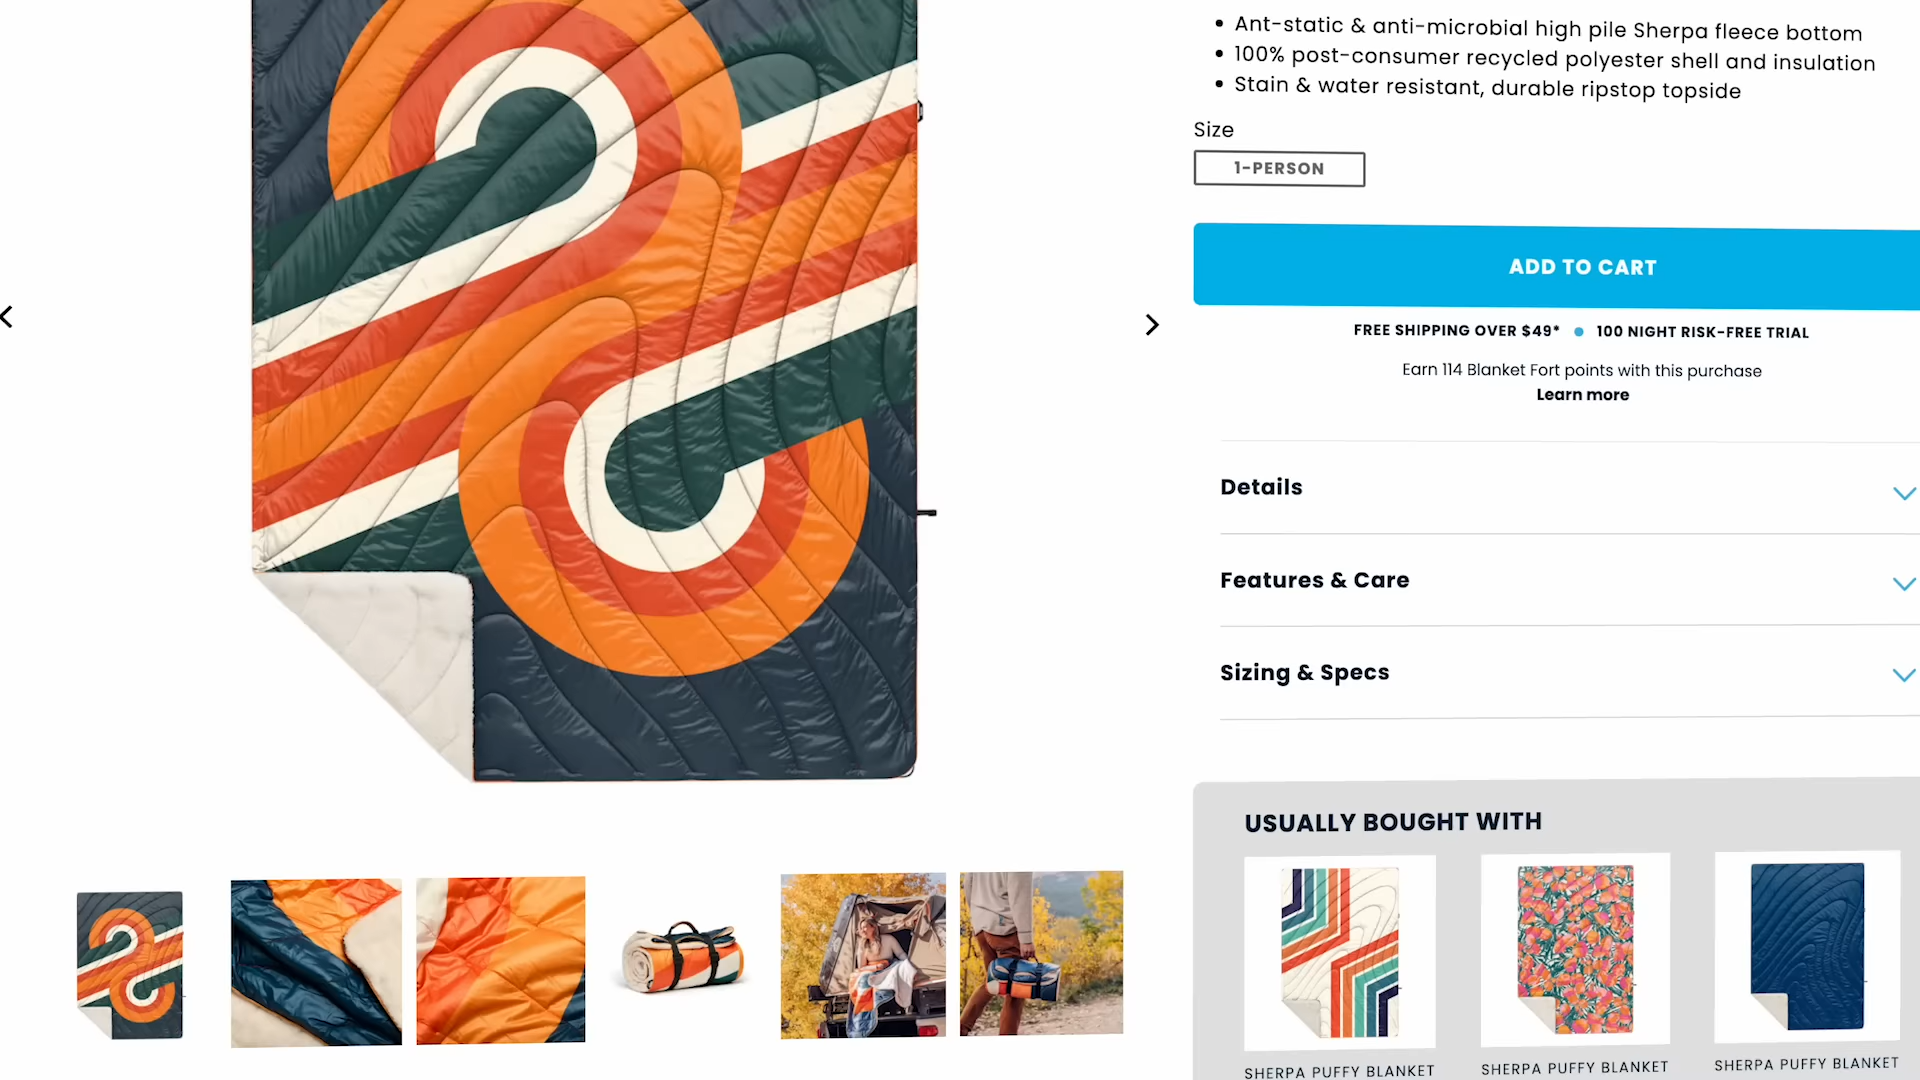 Ant-static & anti-microbial high pile Sherpa fleece bottom
100% post-consumer recycled polyester shell and insulation
Stain & water resistant, durable ripstop topside
Size
1-PERSON
ADD TO CART
FREE SHIPPING OVER $49* 100 NIGHT RISK-FREE TRIAL
Earn 114 Blanket Fort points with this purchase
Learn more
Details
Features & Care
Sizing & Specs
USUALLY BOUGHT WITH
SHERPA PUFFY BLANKET
SHERPA PUFFY BLANKET
SHERPA PUFFY BLANKET